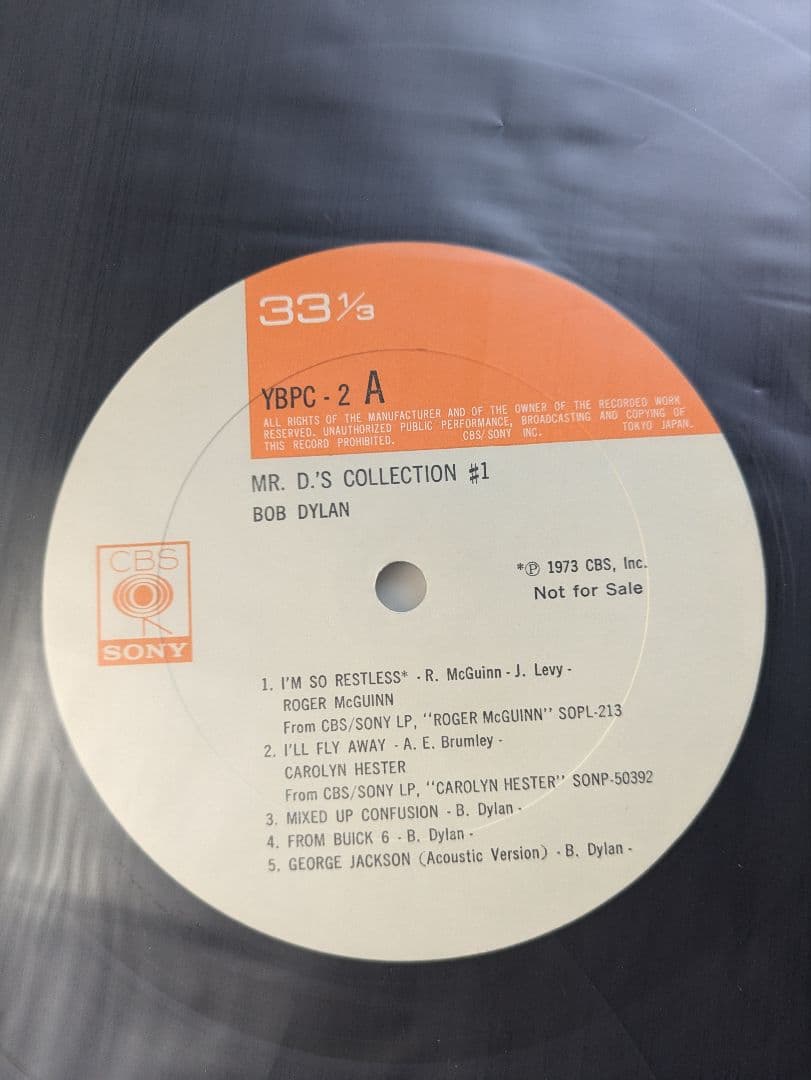 33 1/3
YBPC - 2 A
ALL RIGHTS OF THE MANUFACTURER AND OF THE OWNER OF THE RECORDED WORK
RESERVED. UNAUTHORIZED PUBLIC PERFORMANCE, BROADCASTING AND COPYING OF
THIS RECORD PROHIBITED. CBS/SONY INC. TOKYO JAPAN.
MR. D.'S COLLECTION #1
BOB DYLAN
CBS
SONY
*℗ 1973 CBS, Inc.
Not for Sale
1. I'M SO RESTLESS* - R. McGuinn - J. Levy -
ROGER McGUINN
From CBS/SONY LP, "ROGER McGUINN" SOPL-213
2. I'LL FLY AWAY - A. E. Brumley -
CAROLYN HESTER
From CBS/SONY LP, "CAROLYN HESTER" SONP-50392
3. MIXED UP CONFUSION - B. Dylan -
4. FROM BUICK 6 - B. Dylan -
5. GEORGE JACKSON (Acoustic Version) - B. Dylan -